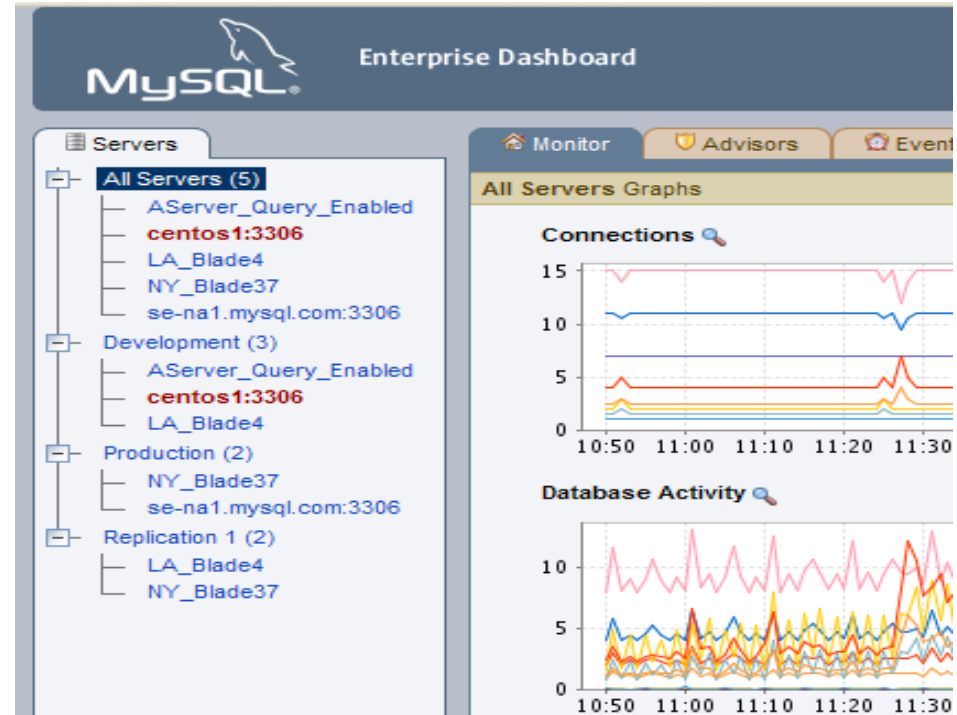 MySQL®
Enterprise Dashboard
Servers
All Servers (5)
AServer_Query_Enabled
centos1:3306
LA_Blade4
NY_Blade37
se-na1.mysql.com:3306
Development (3)
AServer_Query_Enabled
centos1:3306
LA_Blade4
Production (2)
NY_Blade37
se-na1.mysql.com:3306
Replication 1 (2)
LA_Blade4
NY_Blade37
Monitor
Advisors
Event
All Servers Graphs
Connections
15
10
5
0
10:50 11:00 11:10 11:20 11:30
Database Activity
10
5
0
10:50 11:00 11:10 11:20 11:30